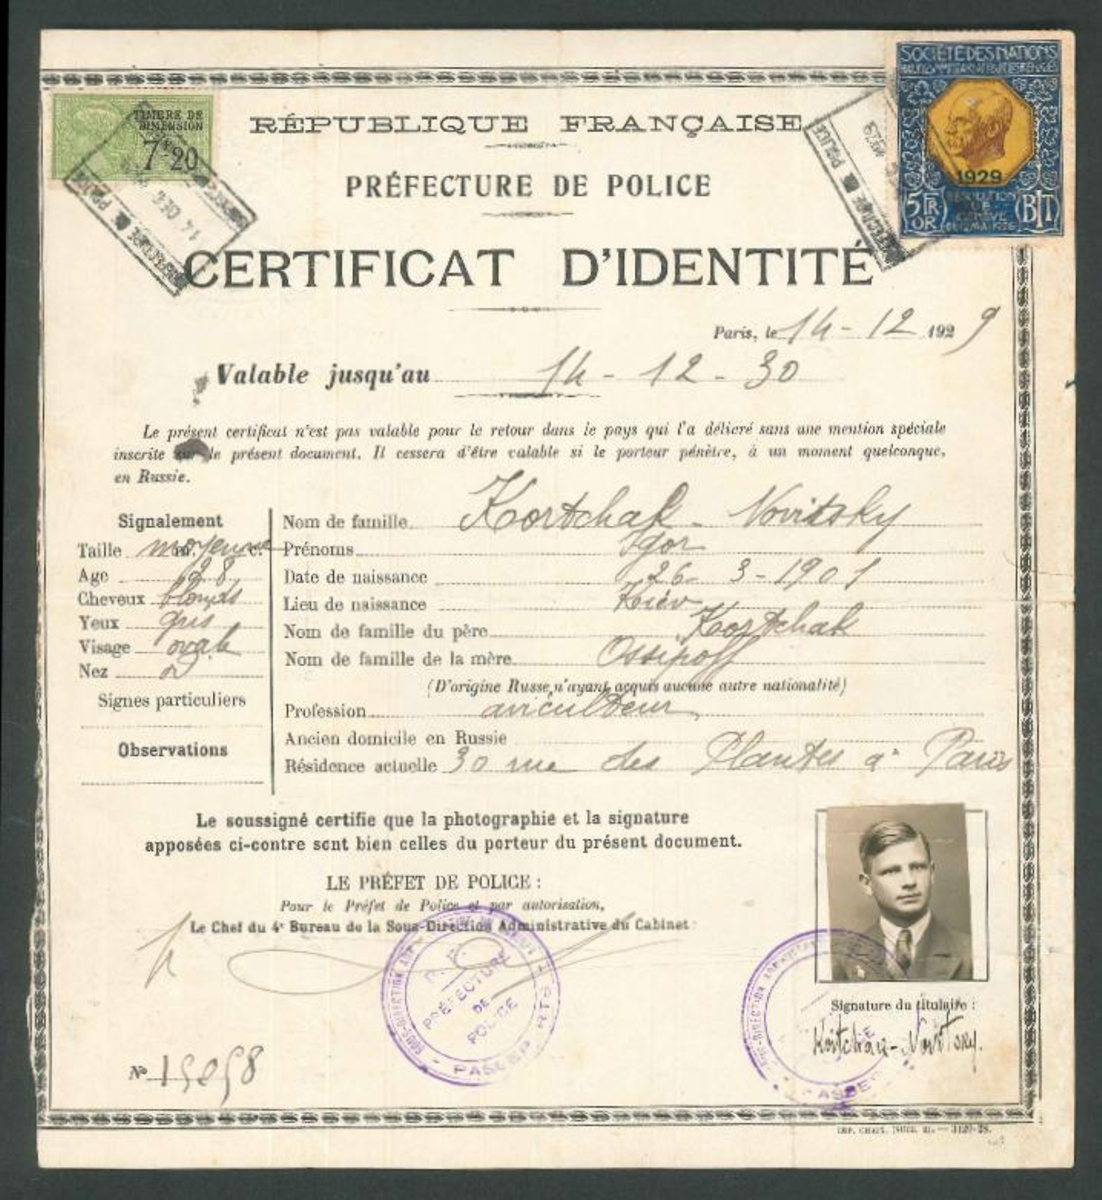 TIMBRE DE
DIMENSION
7 20
14 DEC
SOCIÉTÉ DES NATIONS
1929
5 FR
OR
BIT
PRÉFECTURE DE POLICE
RÉPUBLIQUE FRANÇAISE
PRÉFECTURE DE POLICE
CERTIFICAT D'IDENTITÉ
Paris, le 14-12 1929
Valable jusqu'au 14-12-30
Le présent certificat n'est pas valable pour le retour dans le pays qui l'a délivré sans une mention spéciale
inscrite sur le présent document. Il cessera d'être valable si le porteur pénètre, à un moment quelconque,
en Russie.
Signalement
Taille moyenne
Age 28
Cheveux blonds
Yeux gris
Visage ovale
Nez
Signes particuliers
Observations
Nom de famille Kortchak-Novitsky
Prénoms Igor
Date de naissance 26-3-1901
Lieu de naissance Kiév
Nom de famille du père Kortchak
Nom de famille de la mère Ossipoff
(D'origine Russe, n'ayant acquis aucune autre nationalité)
Profession aviculteur
Ancien domicile en Russie
Résidence actuelle 30 rue des Plantes à Paris
Le soussigné certifie que la photographie et la signature
apposées ci-contre sont bien celles du porteur du présent document.
LE PRÉFET DE POLICE :
Pour le Préfet de Police et par autorisation,
Le Chef du 4e Bureau de la Sous-Direction Administrative du Cabinet :
PRÉFECTURE
DE
POLICE
PASSEPORTS
Signature du titulaire :
Kortchak-Novitsky.
No 15058